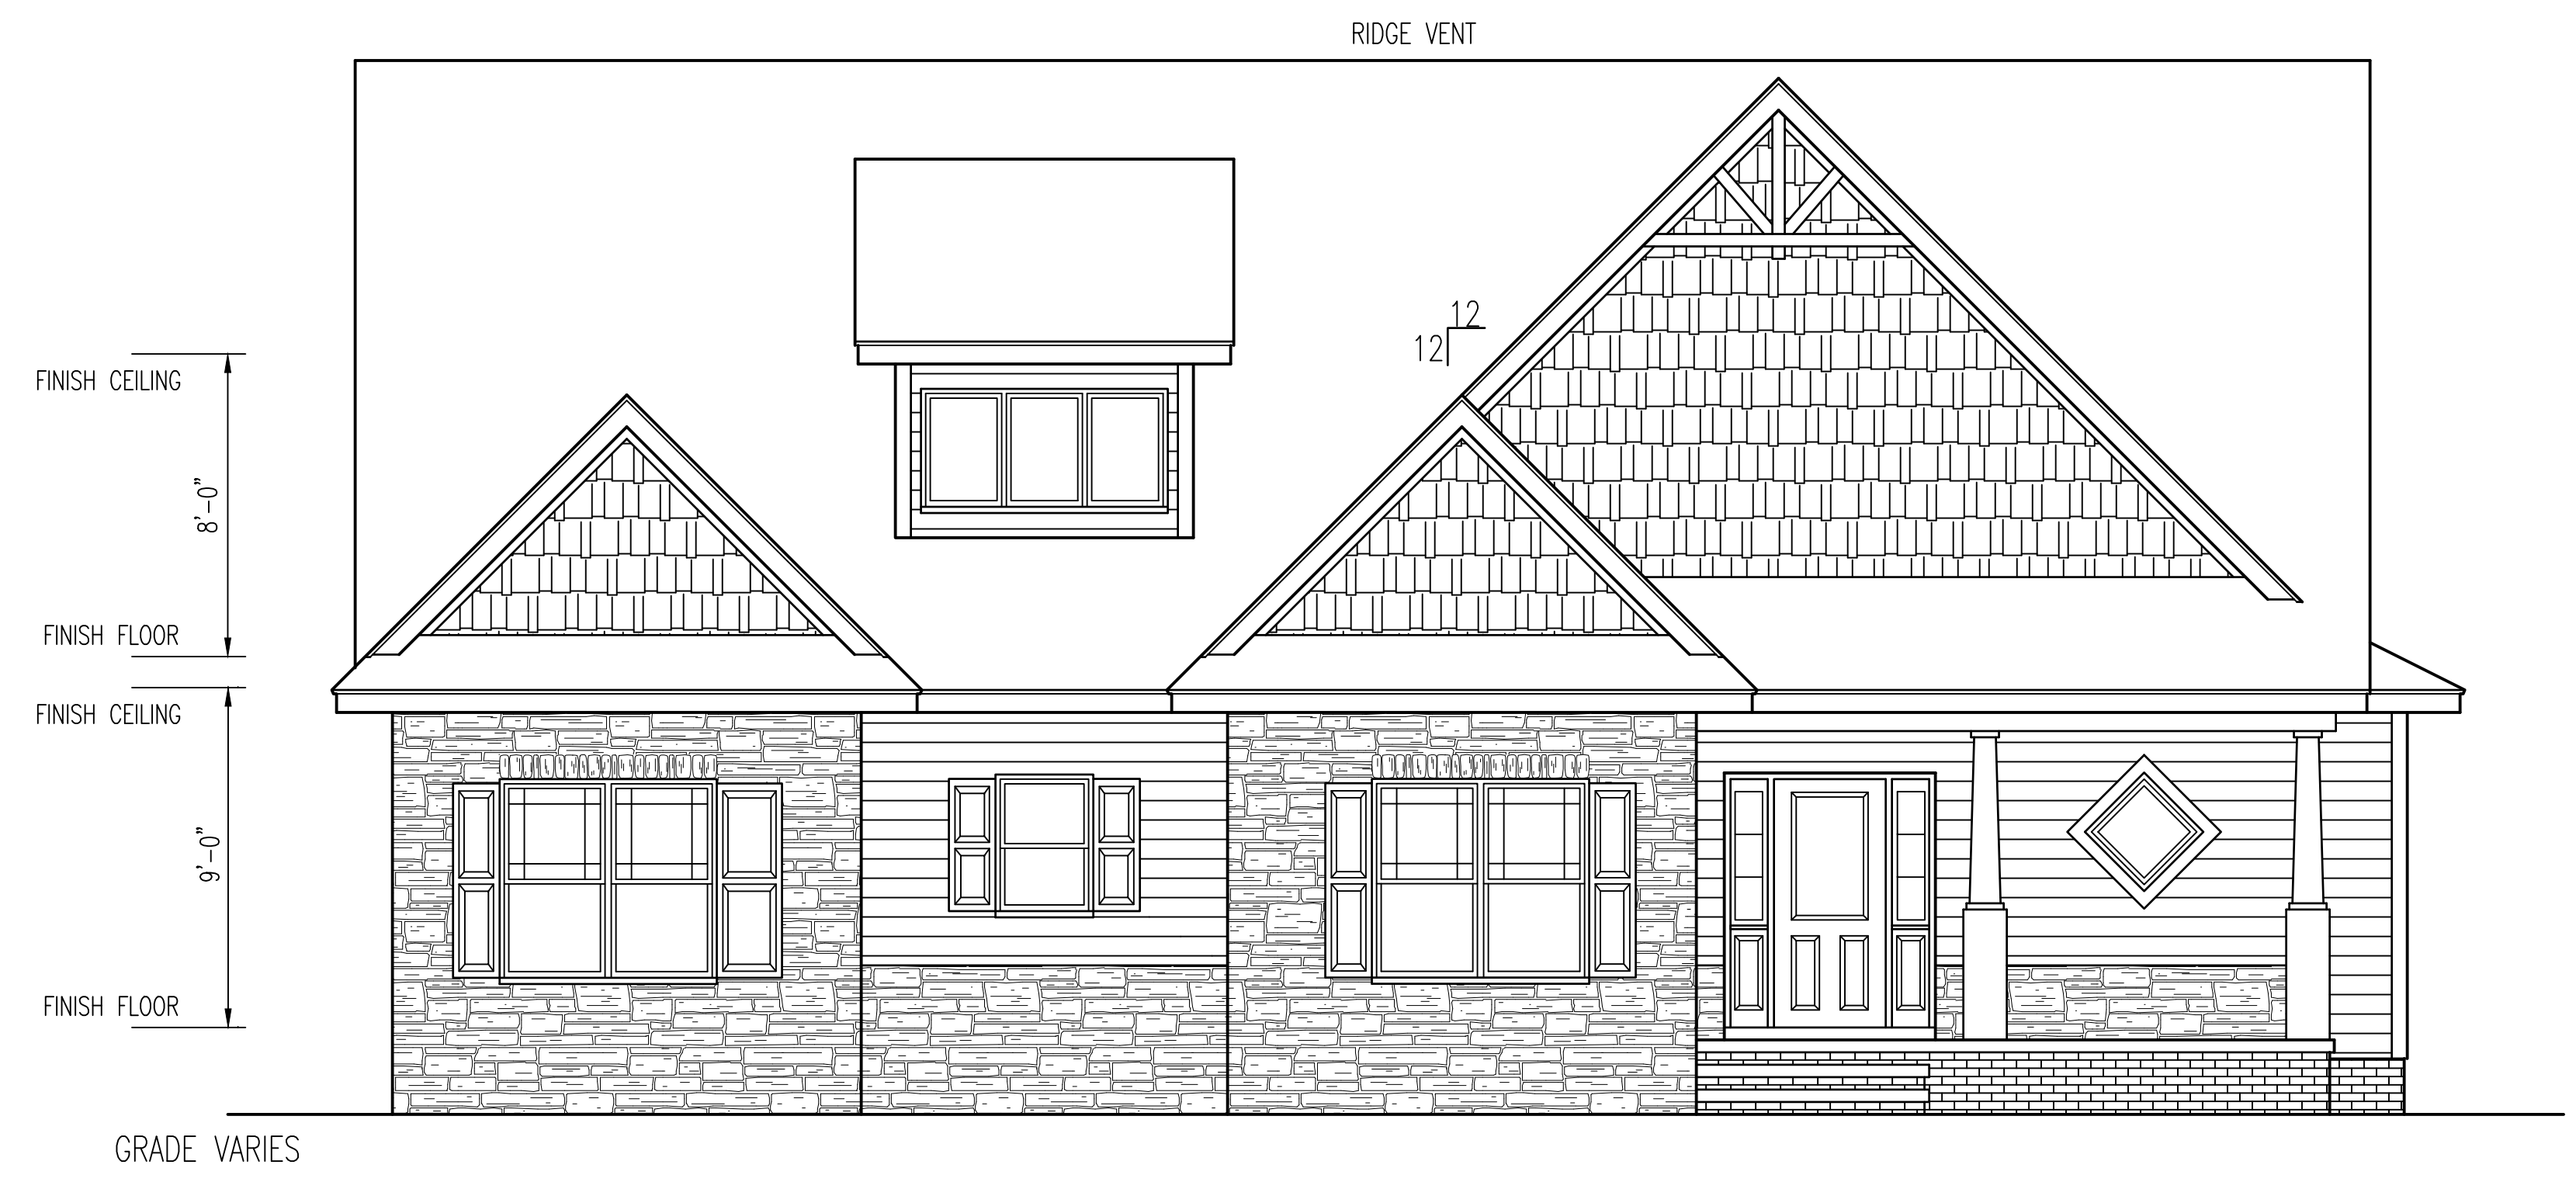 RIDGE VENT
12
12
FINISH CEILING
8'-0"
FINISH FLOOR
FINISH CEILING
9'-0"
FINISH FLOOR
GRADE VARIES